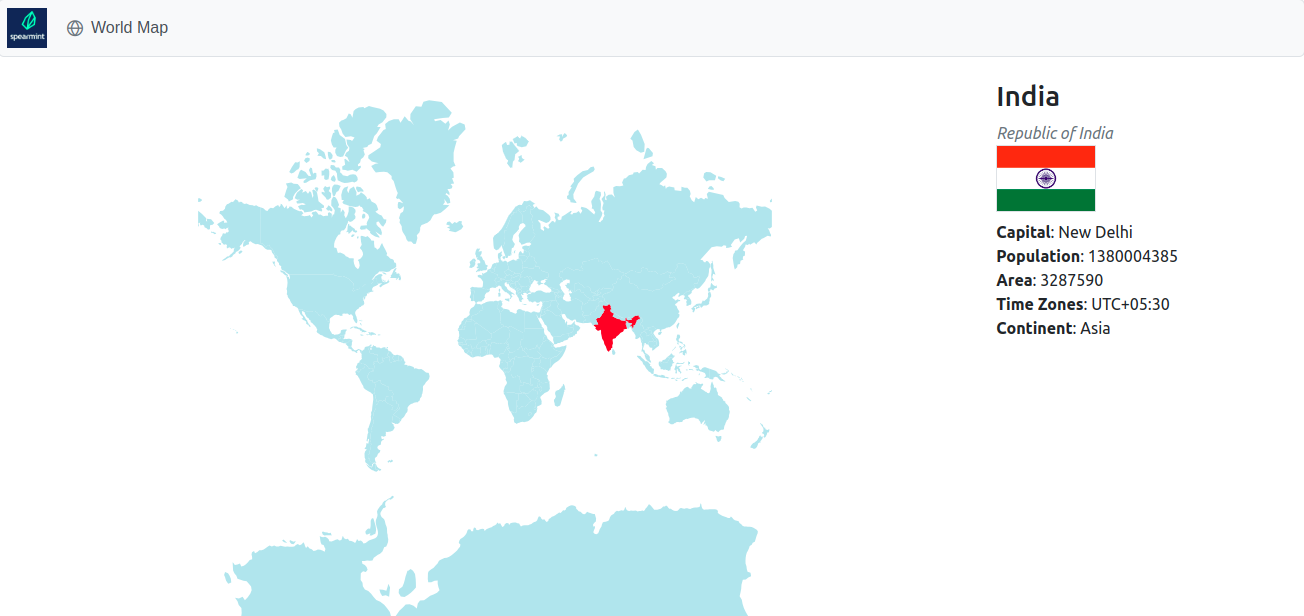 spearmint
World Map
India
Republic of India
Capital: New Delhi
Population: 1380004385
Area: 3287590
Time Zones: UTC+05:30
Continent: Asia